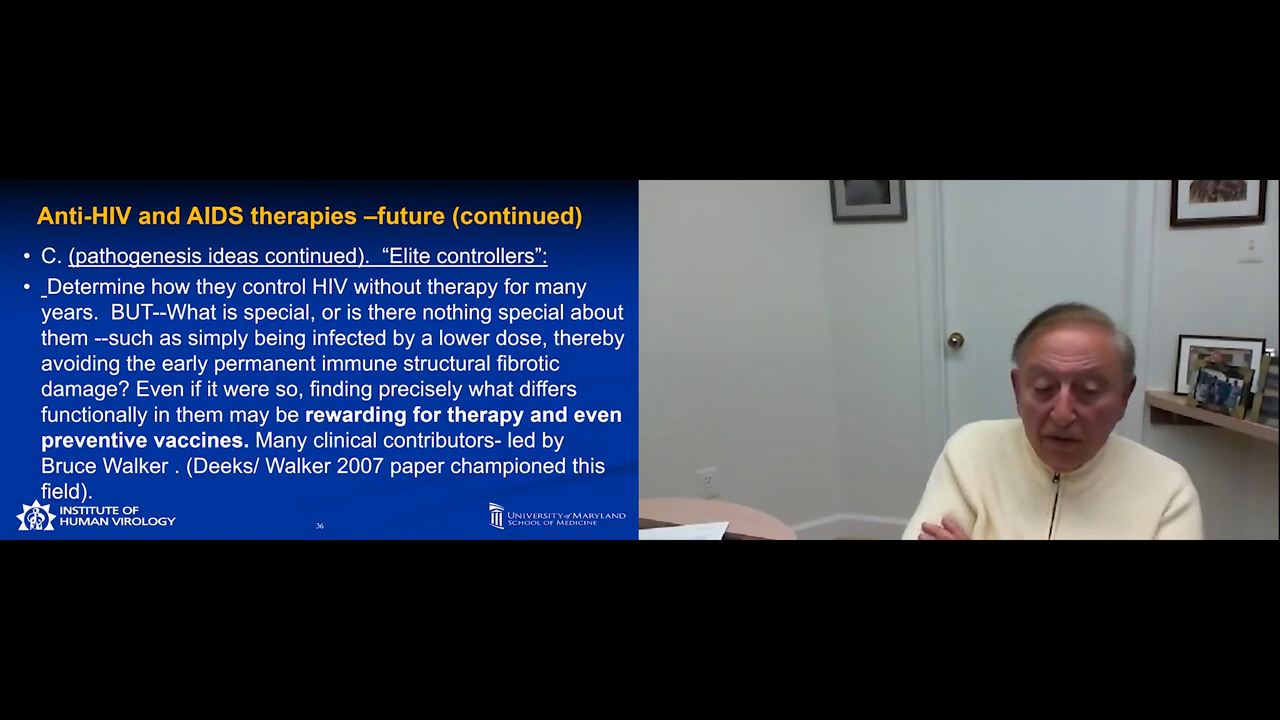 Anti-HIV and AIDS therapies –future (continued)
• C. (pathogenesis ideas continued). “Elite controllers”:
• Determine how they control HIV without therapy for many
years. BUT--What is special, or is there nothing special about
them --such as simply being infected by a lower dose, thereby
avoiding the early permanent immune structural fibrotic
damage? Even if it were so, finding precisely what differs
functionally in them may be rewarding for therapy and even
preventive vaccines. Many clinical contributors- led by
Bruce Walker . (Deeks/ Walker 2007 paper championed this
field).
INSTITUTE OF
HUMAN VIROLOGY
36
UNIVERSITY of MARYLAND
SCHOOL OF MEDICINE